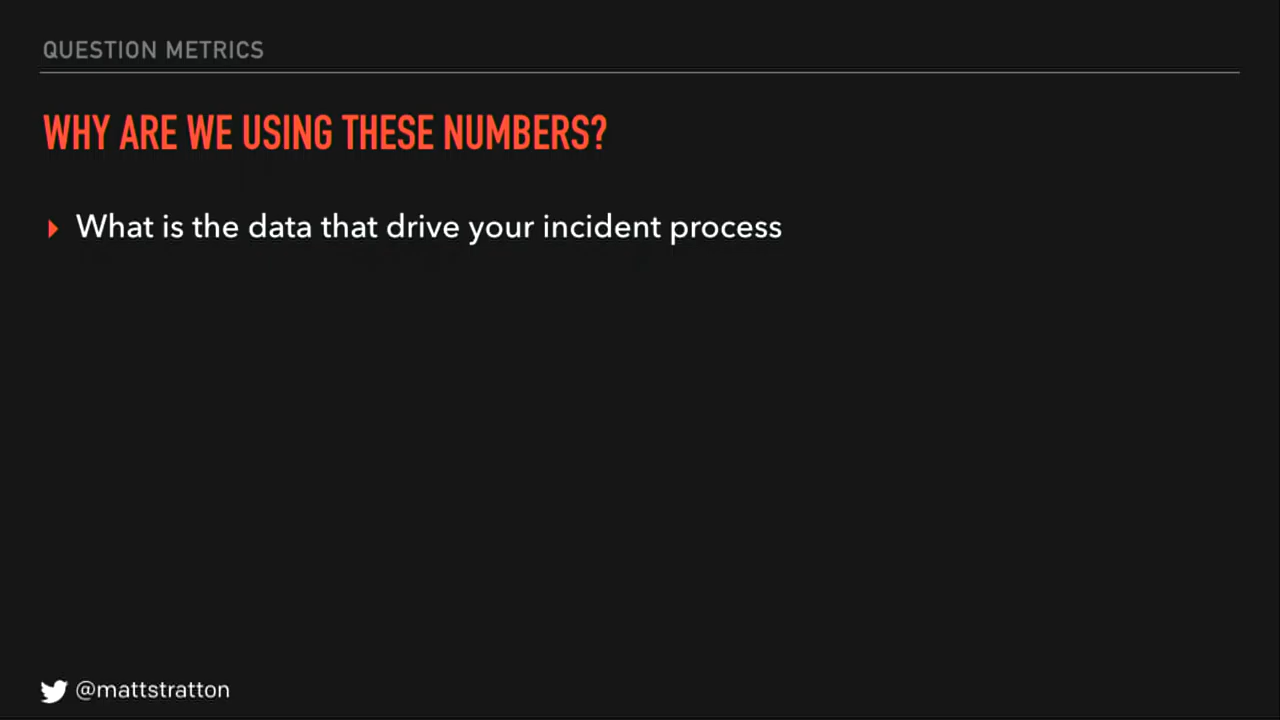 QUESTION METRICS
WHY ARE WE USING THESE NUMBERS?
What is the data that drive your incident process
@mattstratton